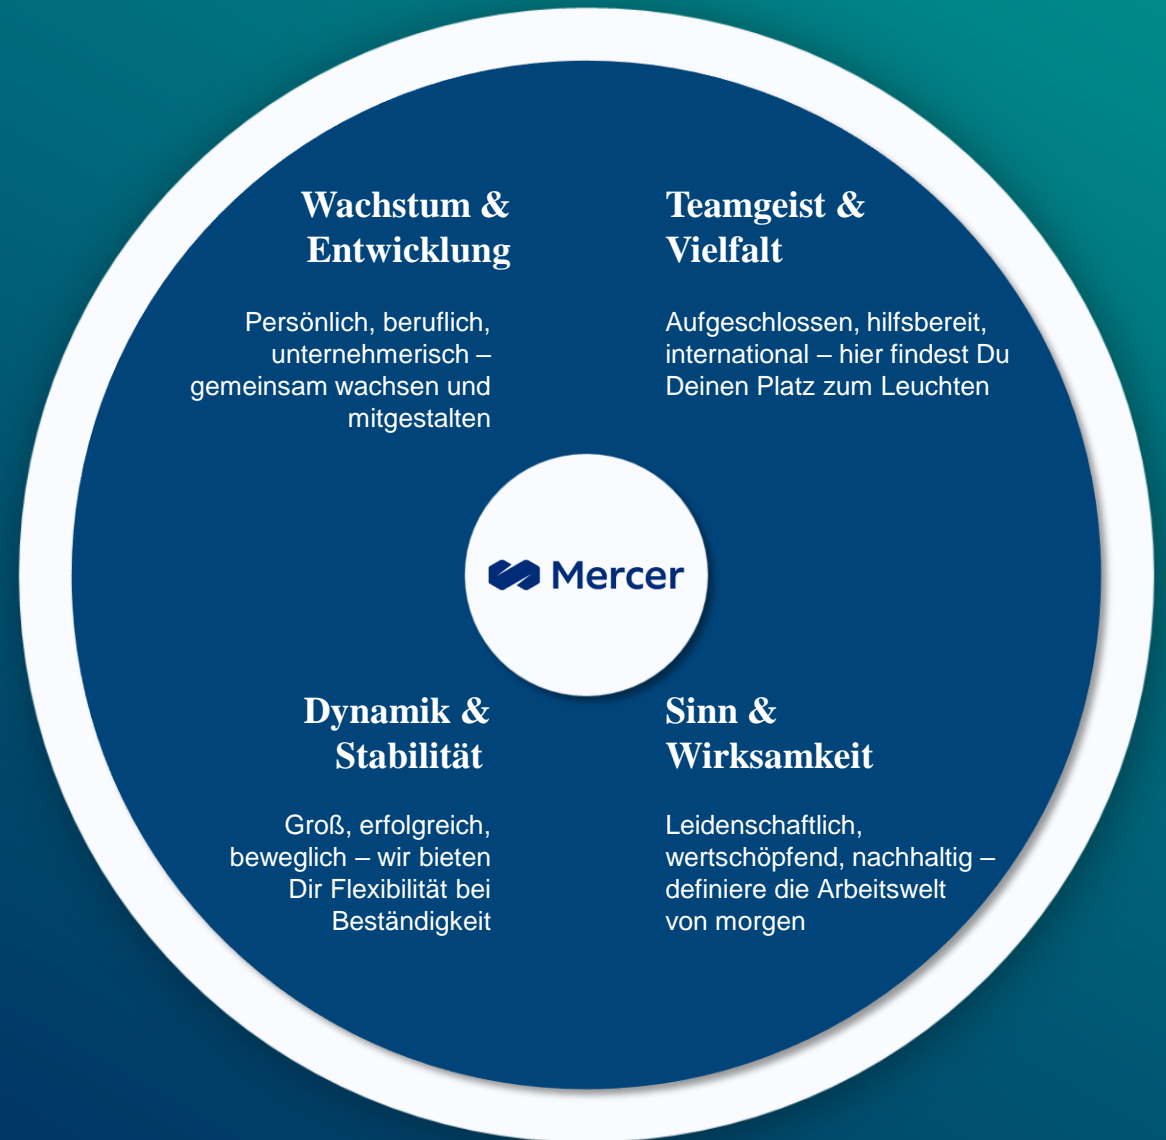 Wachstum &
Entwicklung
Persönlich, beruflich,
unternehmerisch –
gemeinsam wachsen und
mitgestalten
Teamgeist &
Vielfalt
Aufgeschlossen, hilfsbereit,
international – hier findest Du
Deinen Platz zum Leuchten
Mercer
Dynamik &
Stabilität
Groß, erfolgreich,
beweglich – wir bieten
Dir Flexibilität bei
Beständigkeit
Sinn &
Wirksamkeit
Leidenschaftlich,
wertschöpfend, nachhaltig –
definiere die Arbeitswelt
von morgen